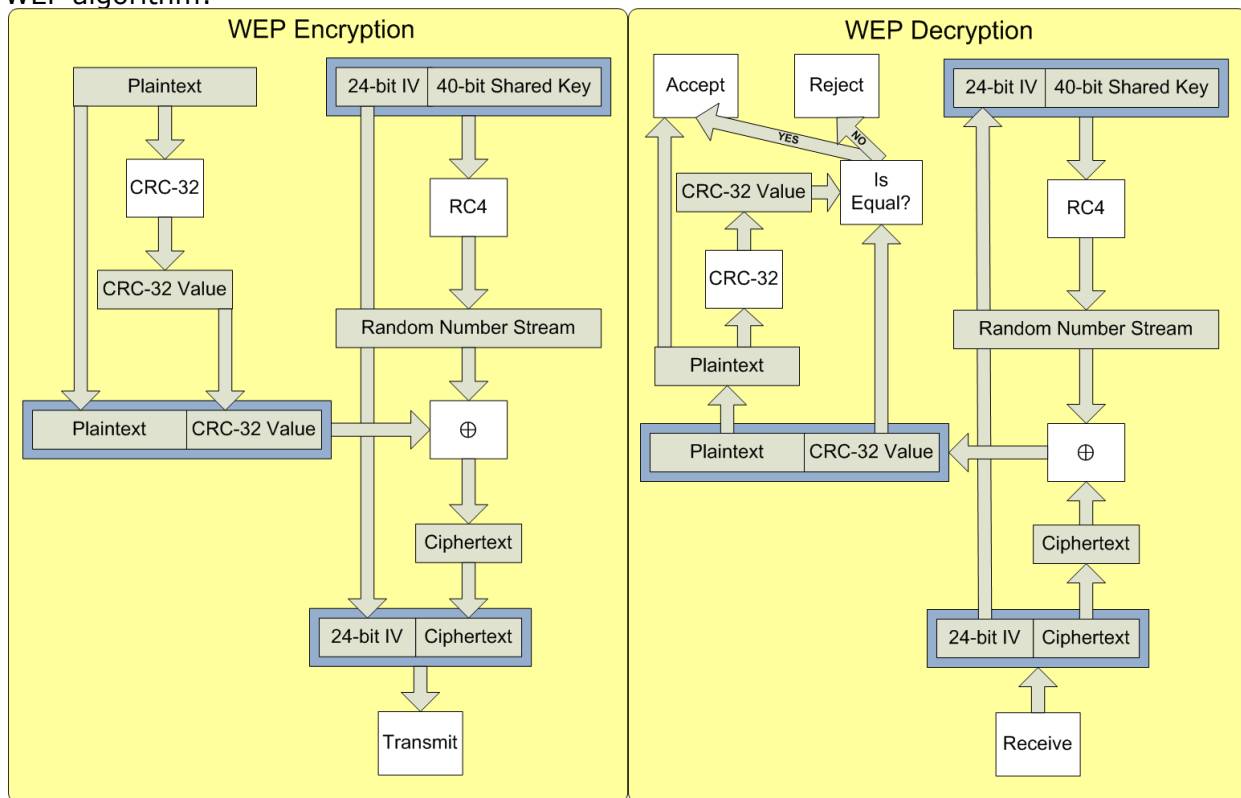 WEP algorithm.
WEP Encryption
Plaintext
24-bit IV
40-bit Shared Key
CRC-32
RC4
CRC-32 Value
Random Number Stream
Plaintext
CRC-32 Value
⊕
Ciphertext
24-bit IV
Ciphertext
Transmit
WEP Decryption
Accept
Reject
24-bit IV
40-bit Shared Key
YES
NO
CRC-32 Value
Is
Equal?
RC4
CRC-32
Random Number Stream
Plaintext
Plaintext
CRC-32 Value
⊕
Ciphertext
24-bit IV
Ciphertext
Receive